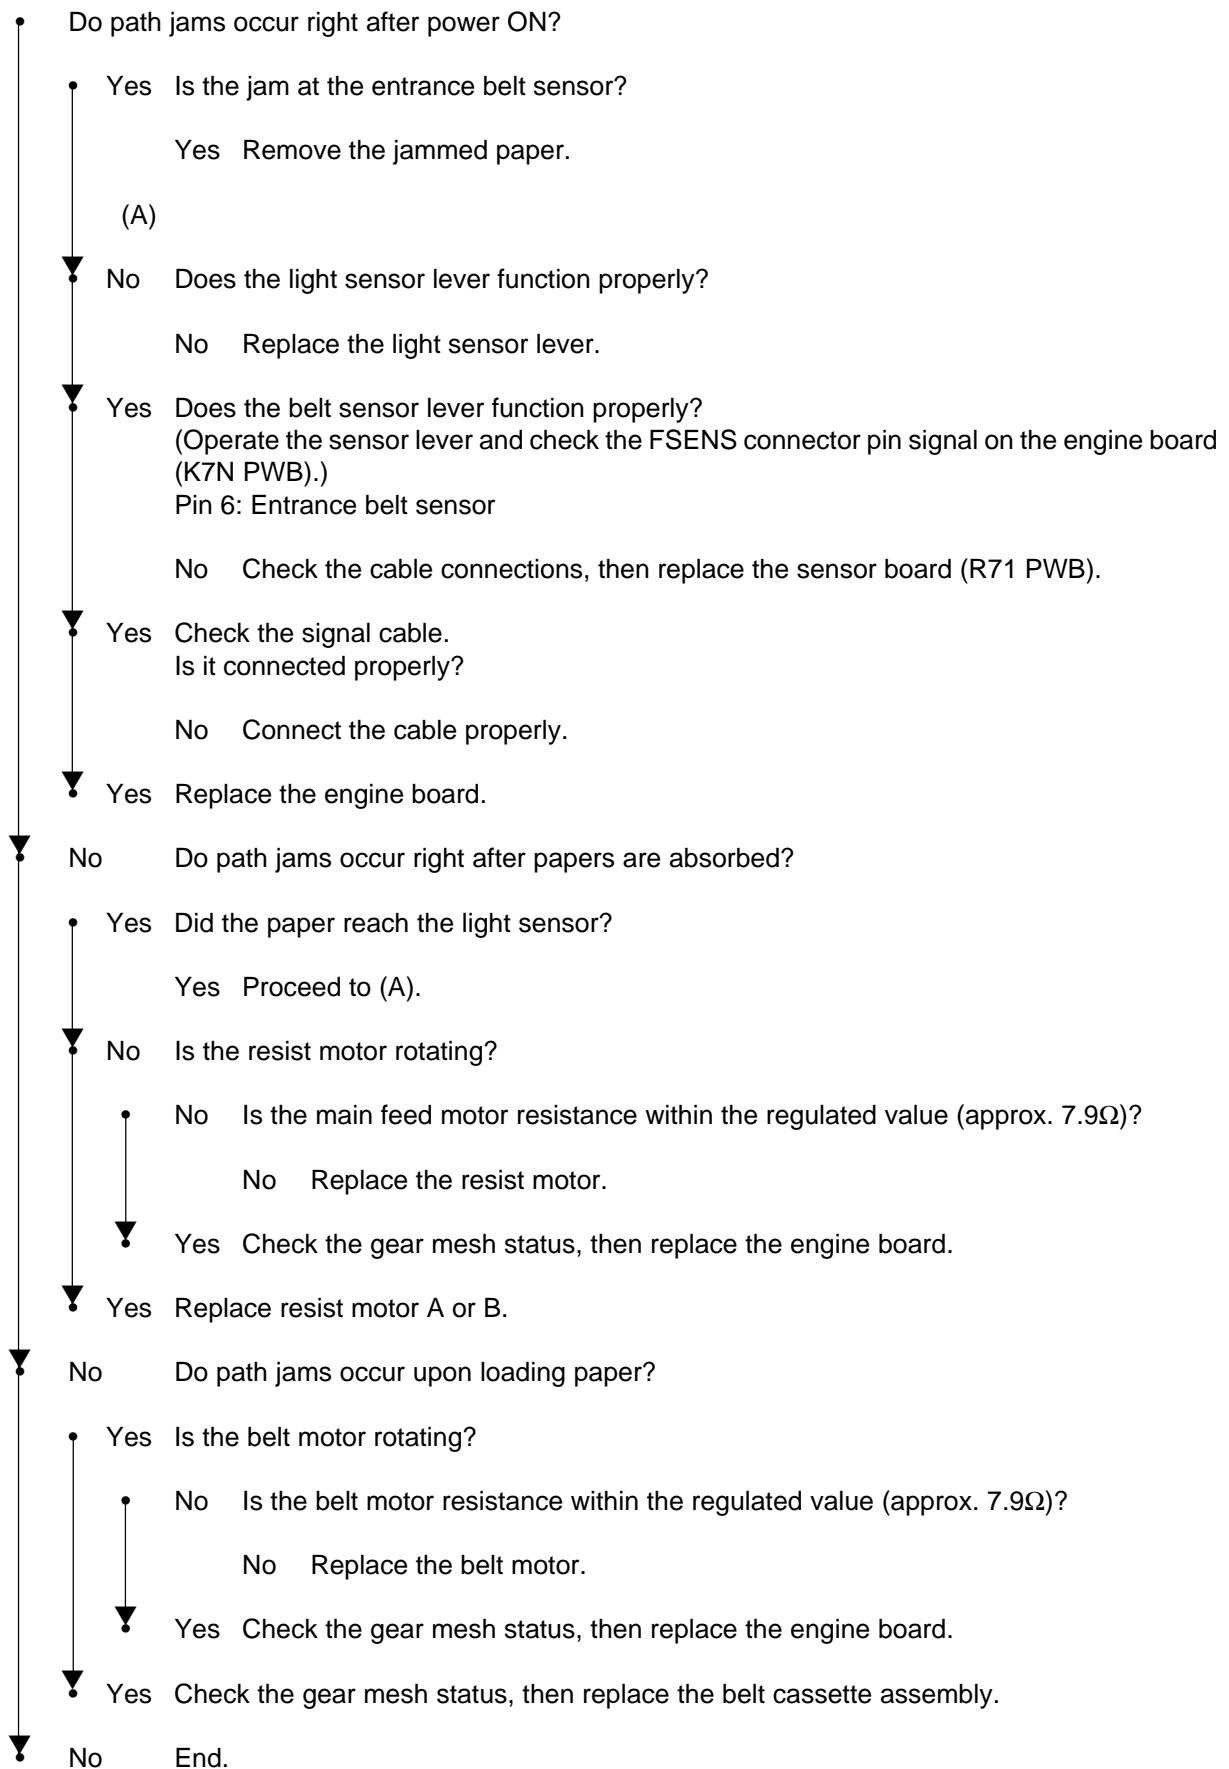 Do path jams occur right after power ON?
Yes Is the jam at the entrance belt sensor?
Yes Remove the jammed paper.
(A)
No Does the light sensor lever function properly?
No Replace the light sensor lever.
Yes Does the belt sensor lever function properly?
(Operate the sensor lever and check the FSENS connector pin signal on the engine board
(K7N PWB).)
Pin 6: Entrance belt sensor
No Check the cable connections, then replace the sensor board (R71 PWB).
Yes Check the signal cable.
Is it connected properly?
No Connect the cable properly.
Yes Replace the engine board.
No Do path jams occur right after papers are absorbed?
Yes Did the paper reach the light sensor?
Yes Proceed to (A).
No Is the resist motor rotating?
No Is the main feed motor resistance within the regulated value (approx. 7.9Ω)?
No Replace the resist motor.
Yes Check the gear mesh status, then replace the engine board.
Yes Replace resist motor A or B.
No Do path jams occur upon loading paper?
Yes Is the belt motor rotating?
No Is the belt motor resistance within the regulated value (approx. 7.9Ω)?
No Replace the belt motor.
Yes Check the gear mesh status, then replace the engine board.
Yes Check the gear mesh status, then replace the belt cassette assembly.
No End.